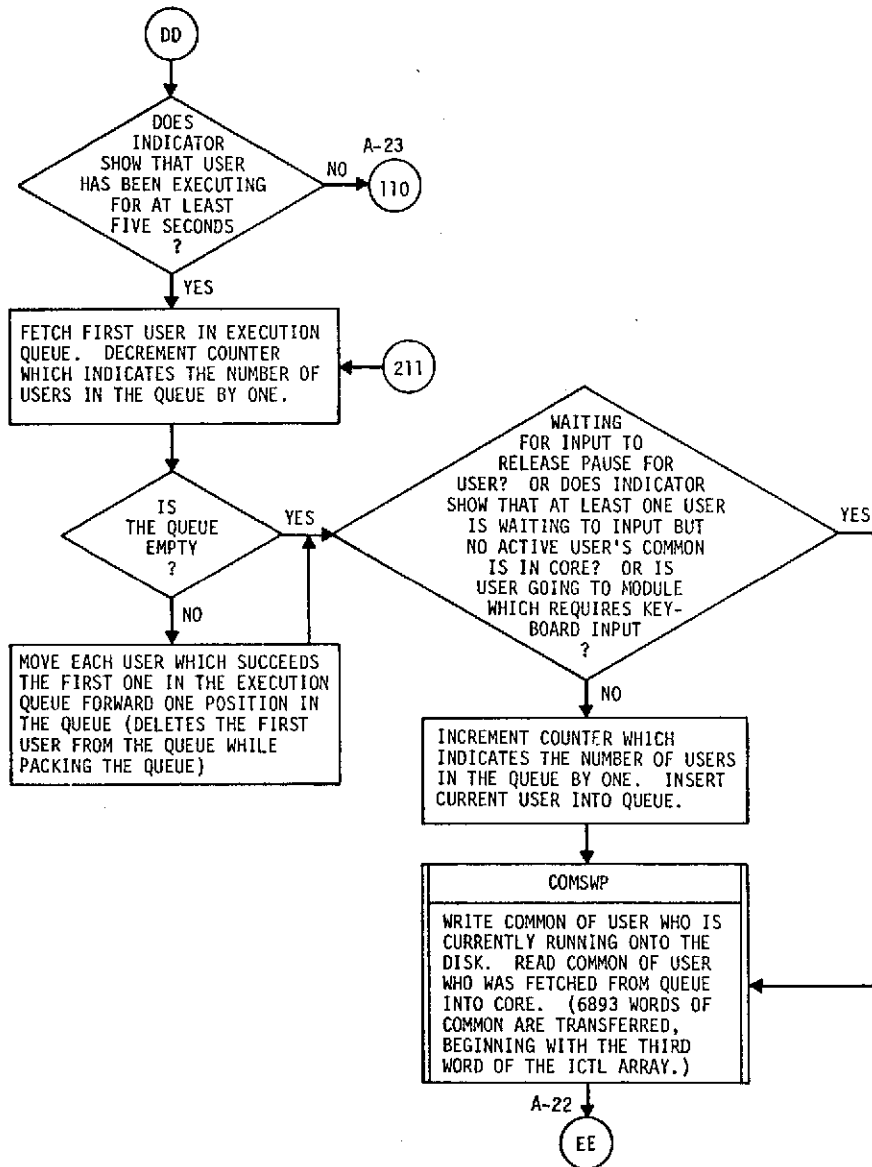 DD
DOES
INDICATOR
SHOW THAT USER
HAS BEEN EXECUTING
FOR AT LEAST
FIVE SECONDS
?
NO
A-23
110
YES
FETCH FIRST USER IN EXECUTION
QUEUE. DECREMENT COUNTER
WHICH INDICATES THE NUMBER OF
USERS IN THE QUEUE BY ONE.
211
IS
THE QUEUE
EMPTY
?
YES
NO
MOVE EACH USER WHICH SUCCEEDS
THE FIRST ONE IN THE EXECUTION
QUEUE FORWARD ONE POSITION IN
THE QUEUE (DELETES THE FIRST
USER FROM THE QUEUE WHILE
PACKING THE QUEUE)
WAITING
FOR INPUT TO
RELEASE PAUSE FOR
USER? OR DOES INDICATOR
SHOW THAT AT LEAST ONE USER
IS WAITING TO INPUT BUT
NO ACTIVE USER'S COMMON
IS IN CORE? OR IS
USER GOING TO MODULE
WHICH REQUIRES KEY-
BOARD INPUT
?
YES
NO
INCREMENT COUNTER WHICH
INDICATES THE NUMBER OF USERS
IN THE QUEUE BY ONE. INSERT
CURRENT USER INTO QUEUE.
COMSWP
WRITE COMMON OF USER WHO IS
CURRENTLY RUNNING ONTO THE
DISK. READ COMMON OF USER
WHO WAS FETCHED FROM QUEUE
INTO CORE. (6893 WORDS OF
COMMON ARE TRANSFERRED,
BEGINNING WITH THE THIRD
WORD OF THE ICTL ARRAY.)
A-22
EE